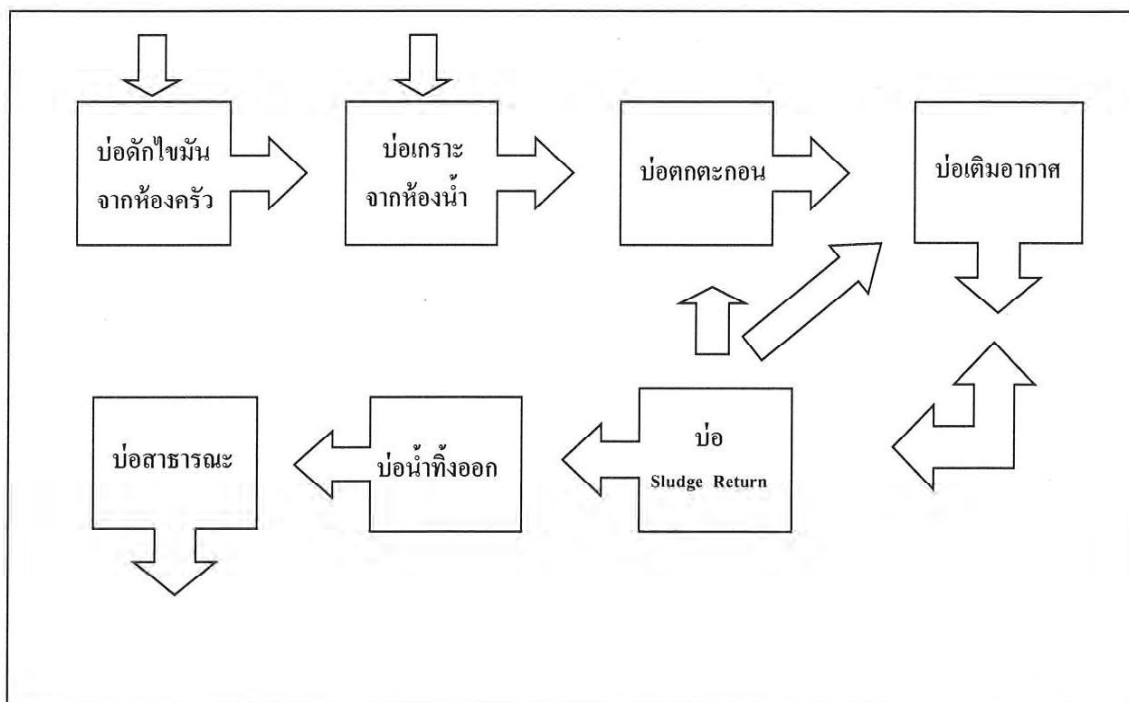 บ่อดักไขมัน
จากห้องครัว
บ่อเกราะ
จากห้องน้ำ
บ่อตกตะกอน
บ่อเติมอากาศ
บ่อสาธารณะ
บ่อน้ำทิ้งออก
บ่อ
Sludge Return